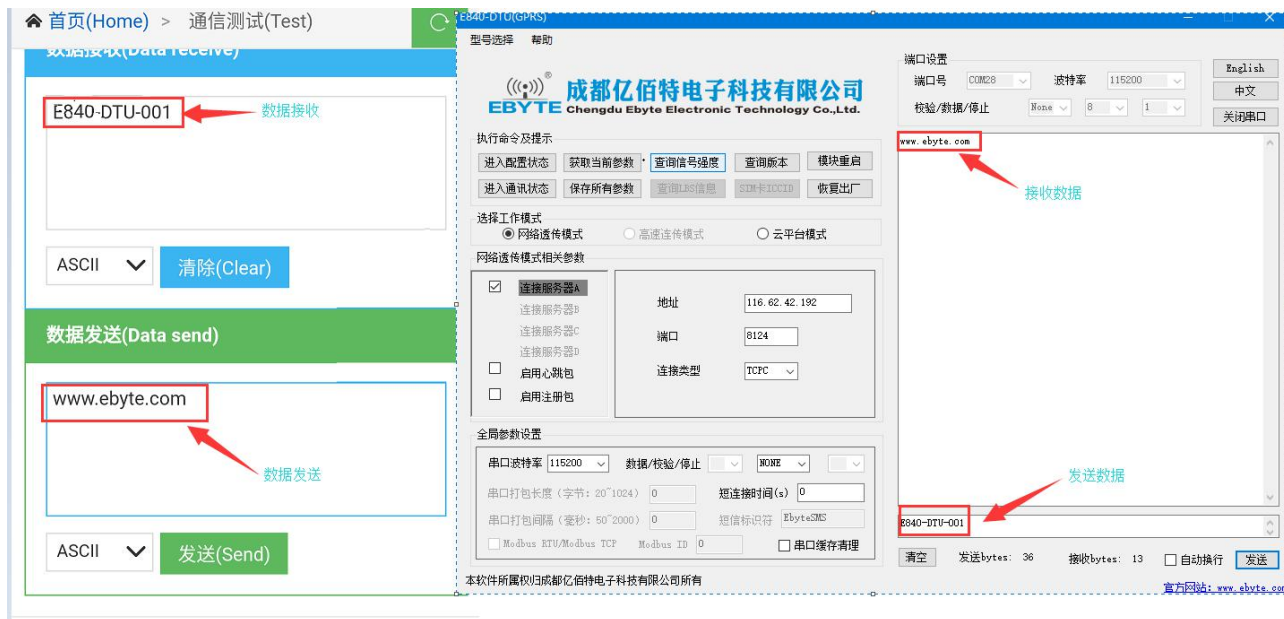 首页(Home) > 通信测试(Test)
数据接收(Data receive)
E840-DTU-001
数据接收
ASCII
清除(Clear)
数据发送(Data send)
www.ebyte.com
数据发送
ASCII
发送(Send)
E840-DTU(GPRS)
型号选择 帮助
((•))® 成都亿佰特电子科技有限公司
EBYTE Chengdu Ebyte Electronic Technology Co.,Ltd.
执行命令及提示
进入配置状态 获取当前参数 查询信号强度 查询版本 模块重启
进入通讯状态 保存所有参数 查询LBS信息 SIM卡ICCID 恢复出厂
选择工作模式
网络透传模式 高速连传模式 云平台模式
网络透传模式相关参数
连接服务器A
连接服务器B
连接服务器C
连接服务器D
启用心跳包
启用注册包
地址 116.62.42.192
端口 8124
连接类型 TCPC
全局参数设置
串口波特率 115200 数据/校验/停止 NONE
串口打包长度 (字节: 20~1024) 0 短连接时间(s) 0
串口打包间隔 (毫秒: 50~2000) 0 短信标识符 EbyteSMS
Modbus RTU/Modbus TCP Modbus ID 0 串口缓存清理
本软件所属权归成都亿佰特电子科技有限公司所有
端口设置
端口号 COM28 波特率 115200
校验/数据/停止 None 8 1
English
中文
关闭串口
www.ebyte.com
接收数据
发送数据
E840-DTU-001
清空 发送bytes: 36 接收bytes: 13 自动换行 发送
官方网站: www.ebyte.com